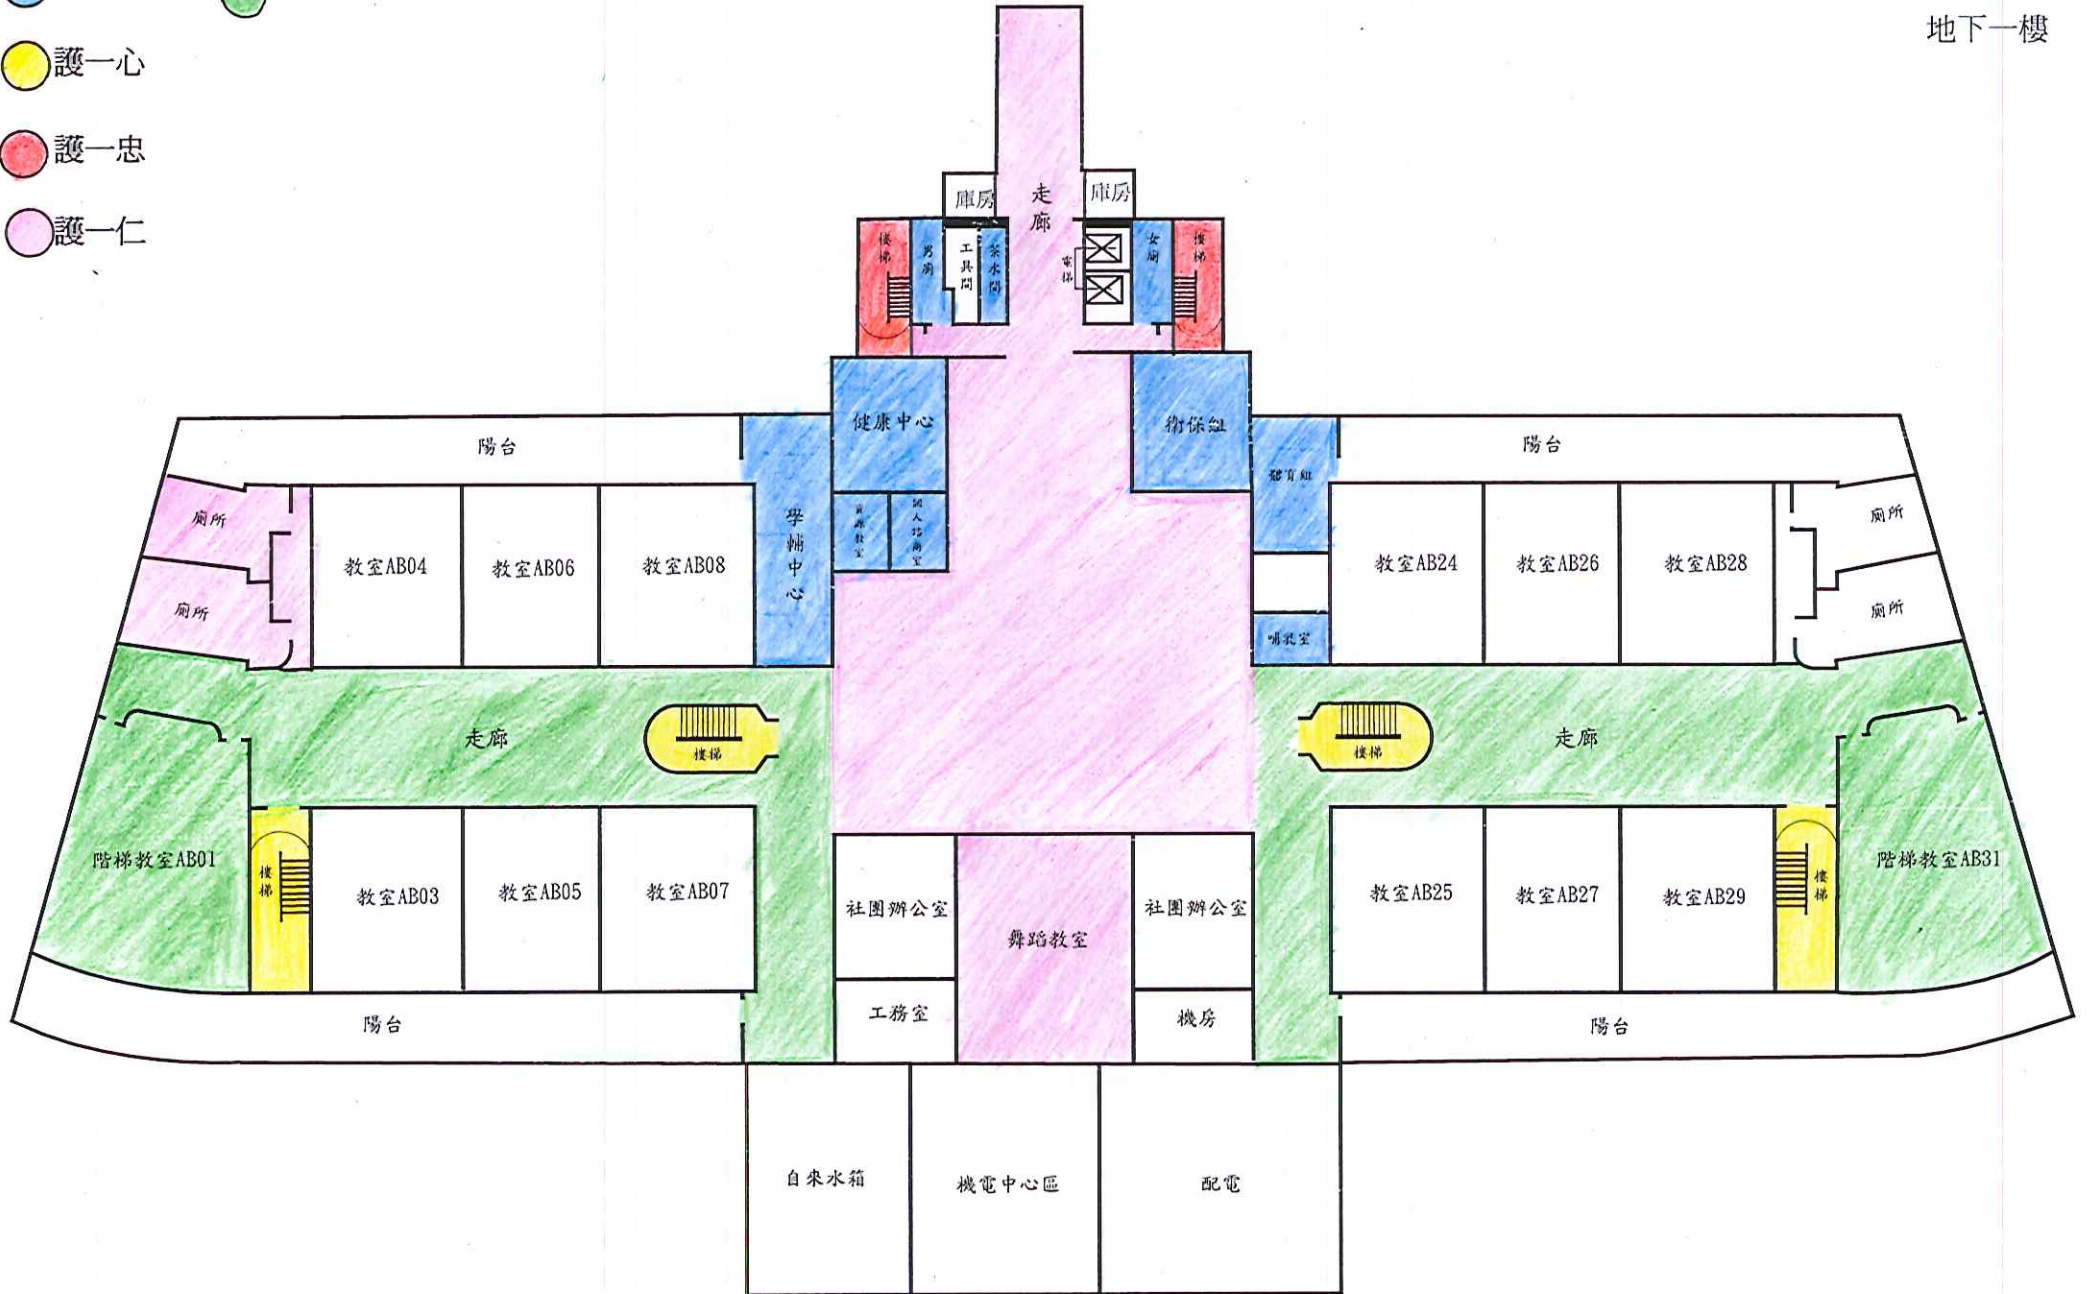 地下一樓
護一心
護一忠
護一仁
走廊
庫房
庫房
樓梯
男廁
工具間
茶水間
電梯
女廁
樓梯
健康中心
衛保組
陽台
陽台
體育組
廁所
學輔中心
資源教室
個人諮商室
廁所
教室AB04
教室AB06
教室AB08
教室AB24
教室AB26
教室AB28
廁所
廁所
哺乳室
走廊
樓梯
樓梯
走廊
階梯教室AB01
樓梯
教室AB03
教室AB05
教室AB07
社團辦公室
舞蹈教室
社團辦公室
教室AB25
教室AB27
教室AB29
樓梯
階梯教室AB31
陽台
工務室
機房
陽台
自來水箱
機電中心區
配電